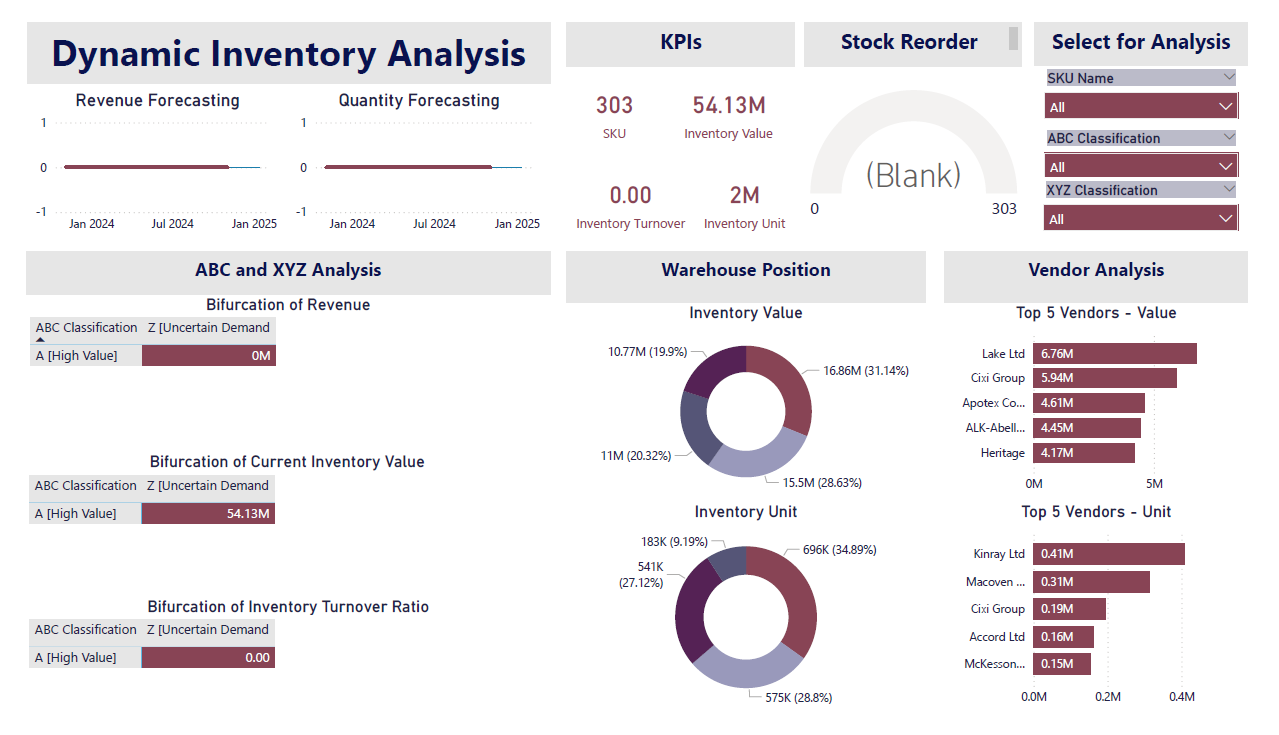 Dynamic Inventory Analysis
Revenue Forecasting
1
0
-1
Jan 2024 Jul 2024 Jan 2025
Quantity Forecasting
1
0
-1
Jan 2024 Jul 2024 Jan 2025
KPIs
303
SKU
54.13M
Inventory Value
0.00
Inventory Turnover
2M
Inventory Unit
Stock Reorder
(Blank)
0 303
Select for Analysis
SKU Name
All
ABC Classification
All
XYZ Classification
All
ABC and XYZ Analysis
Bifurcation of Revenue
ABC Classification Z [Uncertain Demand
A [High Value] 0M
Bifurcation of Current Inventory Value
ABC Classification Z [Uncertain Demand
A [High Value] 54.13M
Bifurcation of Inventory Turnover Ratio
ABC Classification Z [Uncertain Demand
A [High Value] 0.00
Warehouse Position
Inventory Value
10.77M (19.9%)
16.86M (31.14%)
11M (20.32%)
15.5M (28.63%)
Inventory Unit
183K (9.19%)
696K (34.89%)
541K
(27.12%)
575K (28.8%)
Vendor Analysis
Top 5 Vendors - Value
Lake Ltd 6.76M
Cixi Group 5.94M
Apotex Co... 4.61M
ALK-Abell... 4.45M
Heritage 4.17M
0M 5M
Top 5 Vendors - Unit
Kinray Ltd 0.41M
Macoven ... 0.31M
Cixi Group 0.19M
Accord Ltd 0.16M
McKesson... 0.15M
0.0M 0.2M 0.4M